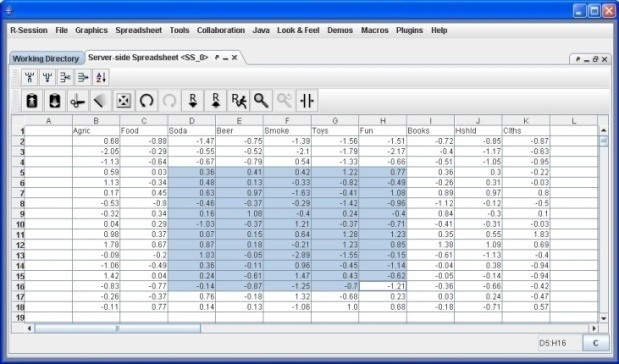 R-Session File Graphics Spreadsheet Tools Collaboration Java Look & Feel Demos Macros Plugins Help
Working Directory Server-side Spreadsheet <SS_0>
A B C D E F G H I J K L
1 Agric Food Soda Beer Smoke Toys Fun Books Hshld Clths
2 0.68 -0.88 -1.47 -0.75 -1.39 -1.56 -1.51 -0.72 -0.85 -0.87
3 -2.05 -0.29 -0.55 -0.52 -2.1 -1.79 -2.17 -0.4 -1.17 -0.63
4 -1.13 -0.64 -0.67 -0.79 0.54 -1.33 -0.66 -0.51 -1.05 -0.95
5 0.59 0.03 0.36 0.41 0.42 1.22 0.77 0.36 0.3 -0.22
6 1.13 -0.34 0.48 0.13 -0.33 -0.82 -0.49 -0.26 0.31 -0.03
7 0.17 0.45 0.63 0.97 -1.63 -0.41 1.08 0.89 0.97 0.8
8 -0.53 -0.8 -0.46 -0.37 -0.29 -1.42 -0.96 -1.12 -0.12 -0.5
9 -0.32 0.34 0.16 1.08 -0.4 0.24 -0.4 0.84 -0.3 0.1
10 0.04 0.29 -1.03 -0.37 1.21 -0.37 -0.71 -0.41 -0.31 -0.03
11 0.98 0.37 0.07 0.15 0.64 1.28 1.23 0.35 0.55 1.83
12 1.78 0.67 0.87 0.18 -0.21 1.23 0.85 1.38 1.09 0.69
13 -0.09 -0.2 1.03 -0.05 -2.89 -1.55 -0.15 -0.61 -1.13 -0.4
14 -1.06 -0.49 0.36 -0.11 0.96 -0.45 -1.14 -0.04 0.38 -0.94
15 1.42 0.04 0.24 -0.61 1.47 0.43 -0.62 -0.05 -0.14 -0.94
16 -0.83 -0.77 -0.14 -0.87 -1.25 -0.7 -1.21 -0.36 -0.66 -0.42
17 -0.26 -0.37 0.76 -0.18 1.32 -0.68 0.23 0.03 0.24 -0.47
18 -0.11 0.77 0.14 0.13 -1.06 1.0 0.68 -0.18 -0.71 0.57
19
D5:H16 C